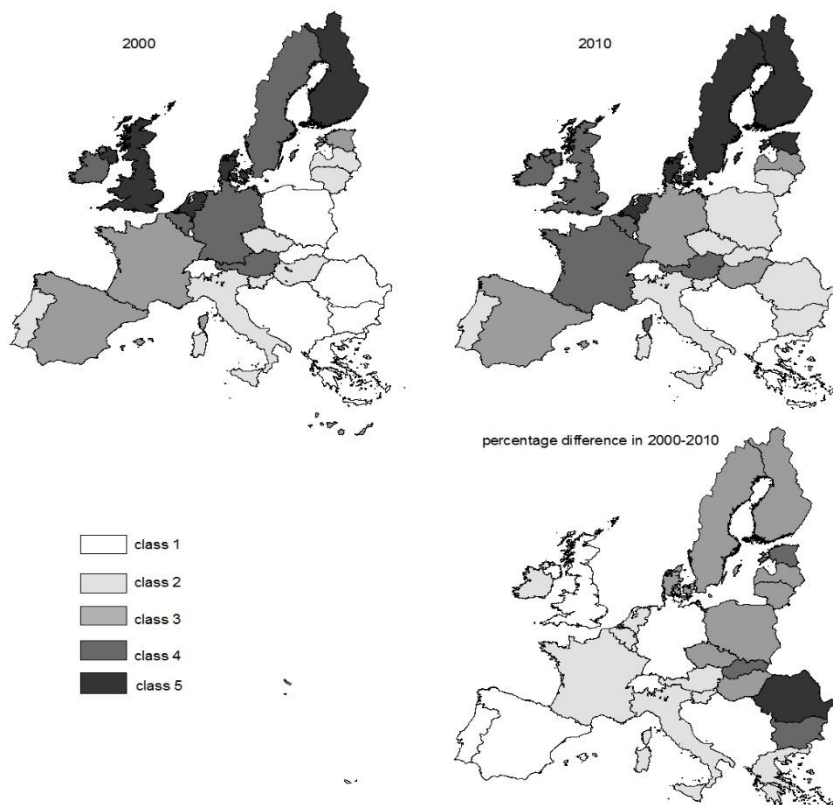 2000
2010
percentage difference in 2000-2010
class 1
class 2
class 3
class 4
class 5